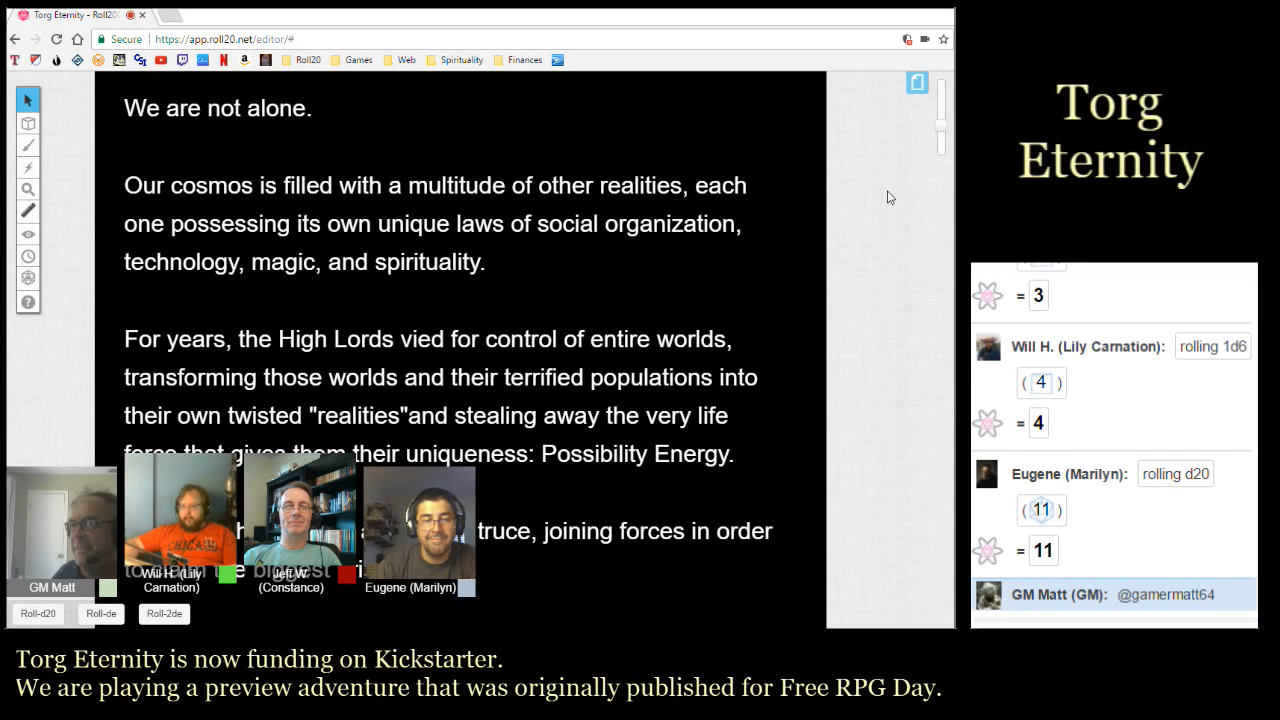 Torg Eternity - Roll20
Secure https://app.roll20.net/editor/#
Roll20 Games Web Spirituality Finances
We are not alone.
Our cosmos is filled with a multitude of other realities, each
one possessing its own unique laws of social organization,
technology, magic, and spirituality.
For years, the High Lords vied for control of entire worlds,
transforming those worlds and their terrified populations into
their own twisted "realities"and stealing away the very life
force that gives them their uniqueness: Possibility Energy.
truce, joining forces in order
GM Matt
Will H. (Lily
Carnation)
Jeff W.
(Constance)
Eugene (Marilyn)
Roll-d20 Roll-de Roll-2de
Torg
Eternity
= 3
Will H. (Lily Carnation): rolling 1d6
(4)
= 4
Eugene (Marilyn): rolling d20
(11)
= 11
GM Matt (GM): @gamermatt64
Torg Eternity is now funding on Kickstarter.
We are playing a preview adventure that was originally published for Free RPG Day.